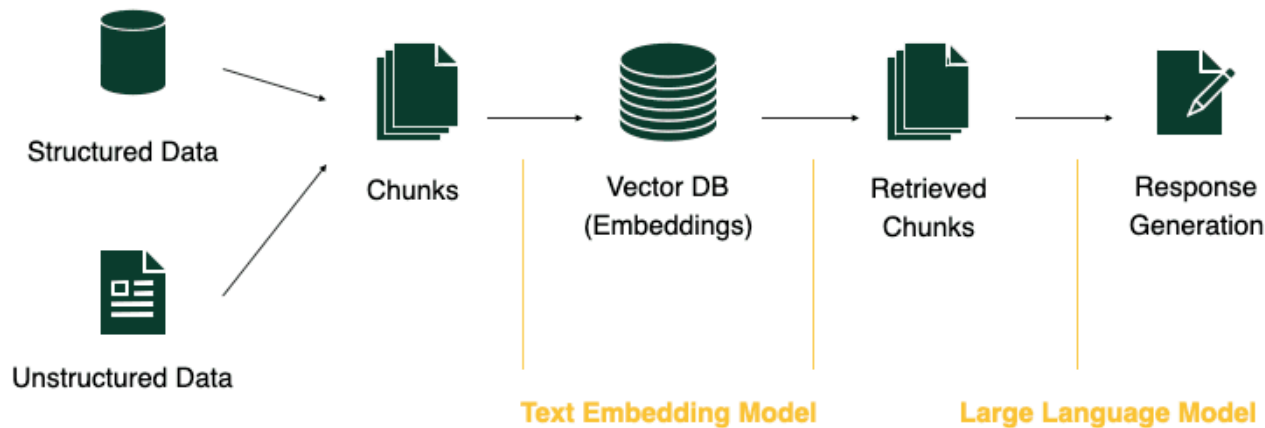 Structured Data
Unstructured Data
Chunks
Vector DB
(Embeddings)
Retrieved
Chunks
Response
Generation
Text Embedding Model
Large Language Model